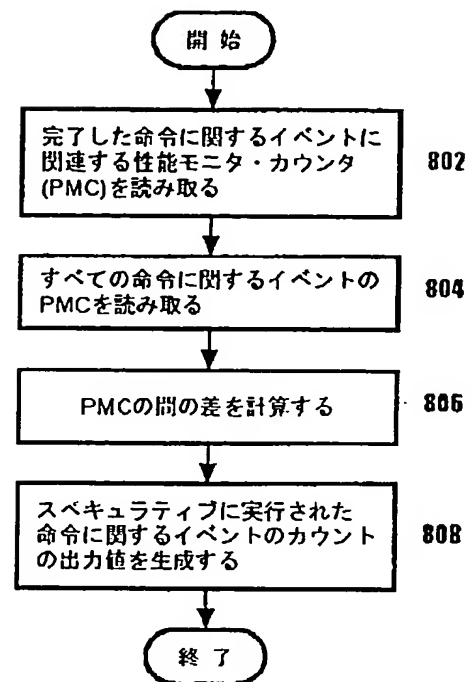 開始
完了した命令に関するイベントに
関連する性能モニタ・カウンタ
(PMC)を読み取る
802
すべての命令に関するイベントの
PMCを読み取る
804
PMCの間の差を計算する
806
スペキュラティブに実行された
命令に関するイベントのカウント
の出力値を生成する
808
終了